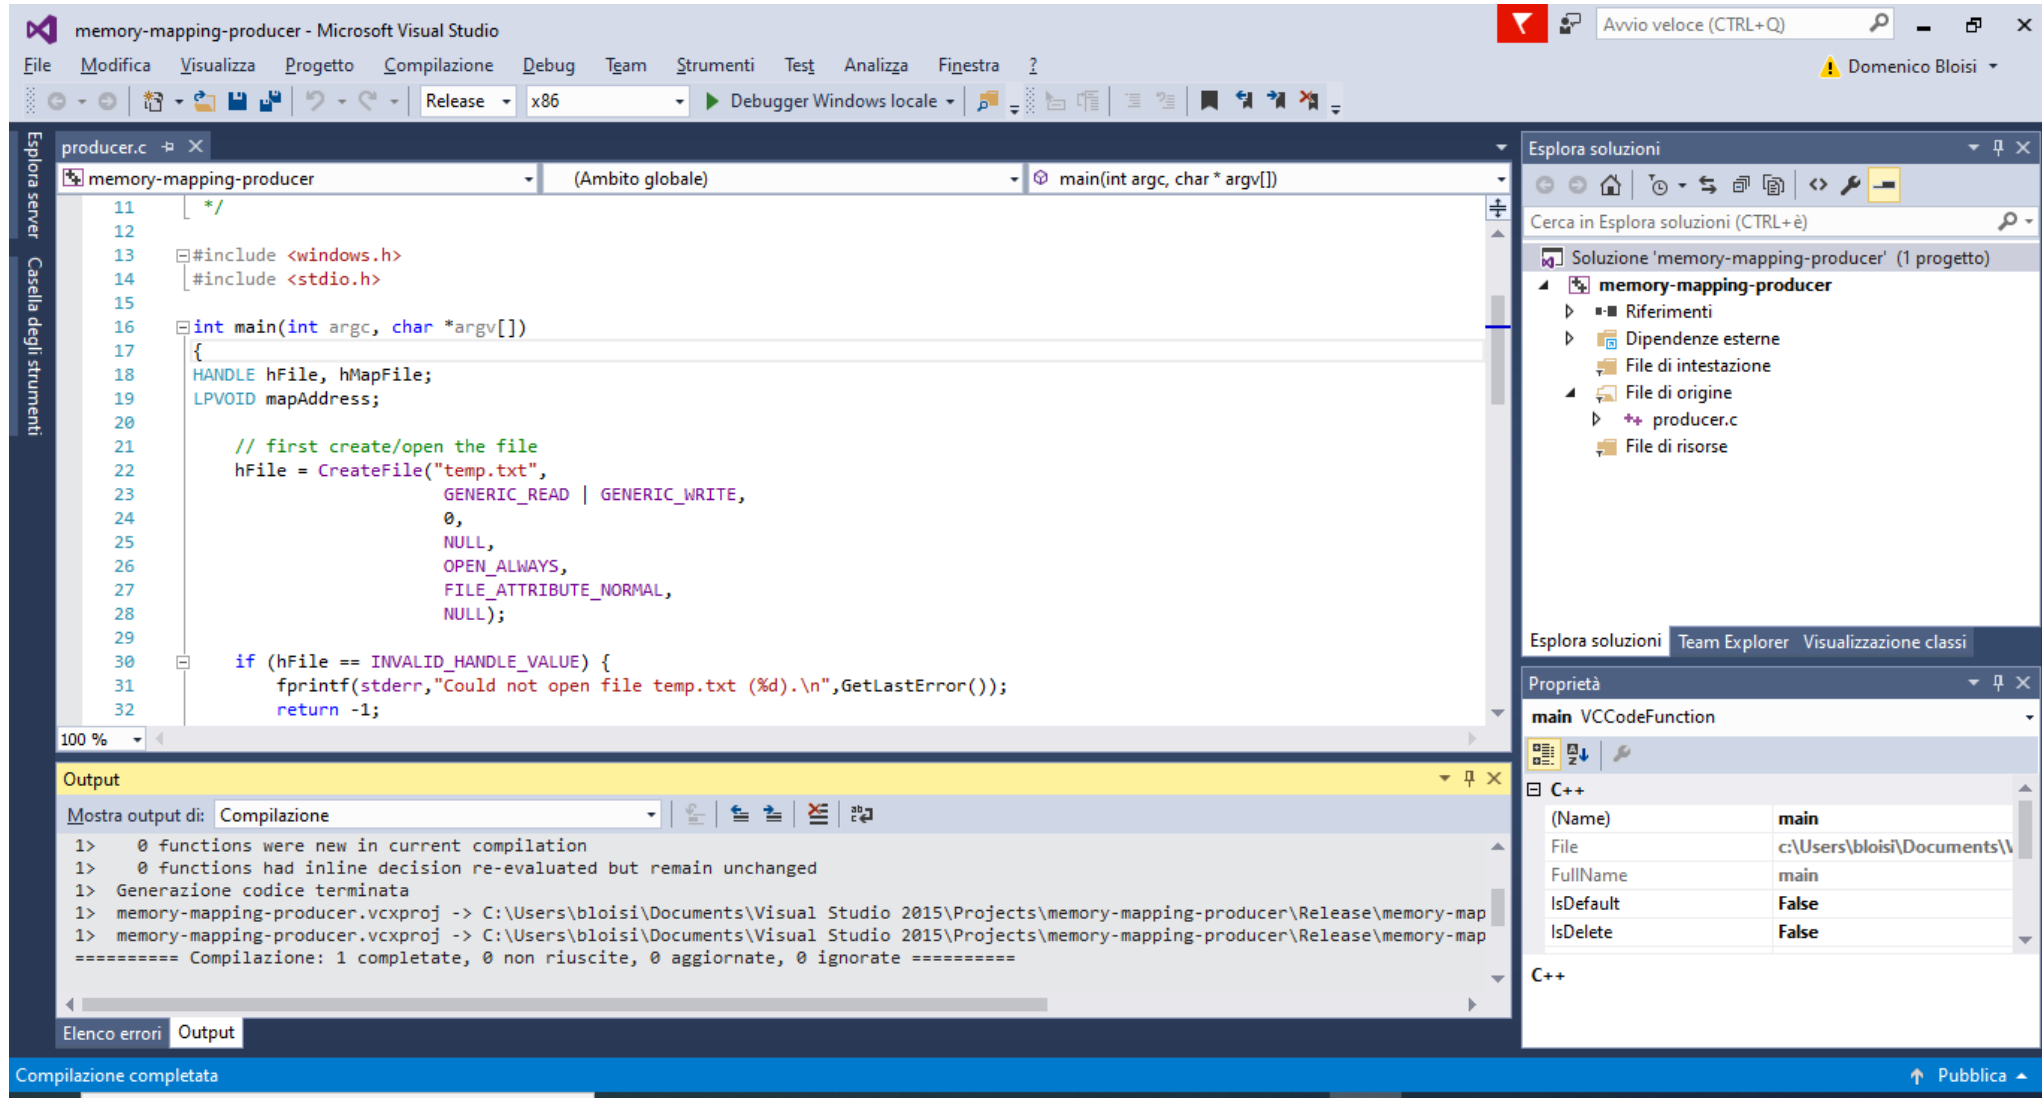 memory-mapping-producer - Microsoft Visual Studio
Avvio veloce (CTRL+Q)
File Modifica Visualizza Progetto Compilazione Debug Team Strumenti Test Analizza Finestra ?
Domenico Bloisi
Release x86 Debugger Windows locale
Esplora server
Casella degli strumenti
producer.c
memory-mapping-producer (Ambito globale) main(int argc, char * argv[])
11 */
12
13 #include <windows.h>
14 #include <stdio.h>
15
16 int main(int argc, char *argv[])
17 {
18 HANDLE hFile, hMapFile;
19 LPVOID mapAddress;
20
21 // first create/open the file
22 hFile = CreateFile("temp.txt",
23 GENERIC_READ | GENERIC_WRITE,
24 0,
25 NULL,
26 OPEN_ALWAYS,
27 FILE_ATTRIBUTE_NORMAL,
28 NULL);
29
30 if (hFile == INVALID_HANDLE_VALUE) {
31 fprintf(stderr,"Could not open file temp.txt (%d).\n",GetLastError());
32 return -1;
100 %
Output
Mostra output di: Compilazione
1> 0 functions were new in current compilation
1> 0 functions had inline decision re-evaluated but remain unchanged
1> Generazione codice terminata
1> memory-mapping-producer.vcxproj -> C:\Users\bloisi\Documents\Visual Studio 2015\Projects\memory-mapping-producer\Release\memory-map
1> memory-mapping-producer.vcxproj -> C:\Users\bloisi\Documents\Visual Studio 2015\Projects\memory-mapping-producer\Release\memory-map
========== Compilazione: 1 completate, 0 non riuscite, 0 aggiornate, 0 ignorate ==========
Elenco errori Output
Esplora soluzioni
Cerca in Esplora soluzioni (CTRL+è)
Soluzione 'memory-mapping-producer' (1 progetto)
memory-mapping-producer
Riferimenti
Dipendenze esterne
File di intestazione
File di origine
producer.c
File di risorse
Esplora soluzioni Team Explorer Visualizzazione classi
Proprietà
main VCCodeFunction
C++
(Name) main
File c:\Users\bloisi\Documents\V
FullName main
IsDefault False
IsDelete False
C++
Compilazione completata
Pubblica